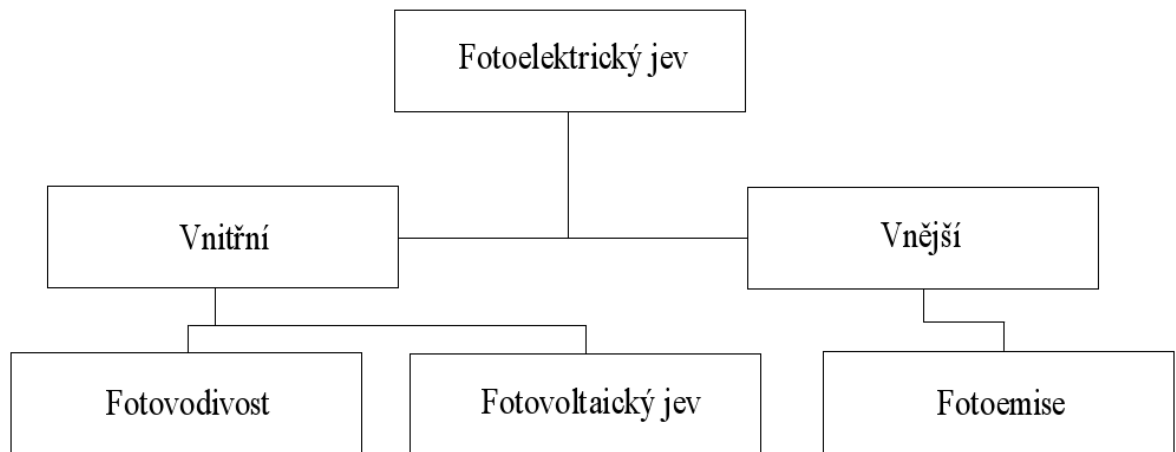 Fotoelektrický jev
Vnitřní
Vnější
Fotovodivost
Fotovoltaický jev
Fotoemise